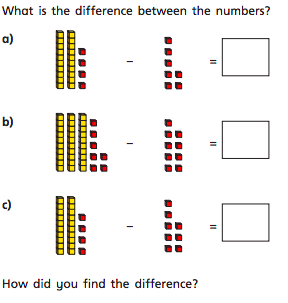 What is the difference between the numbers?
a)
- =
b)
- =
c)
- =
How did you find the difference?